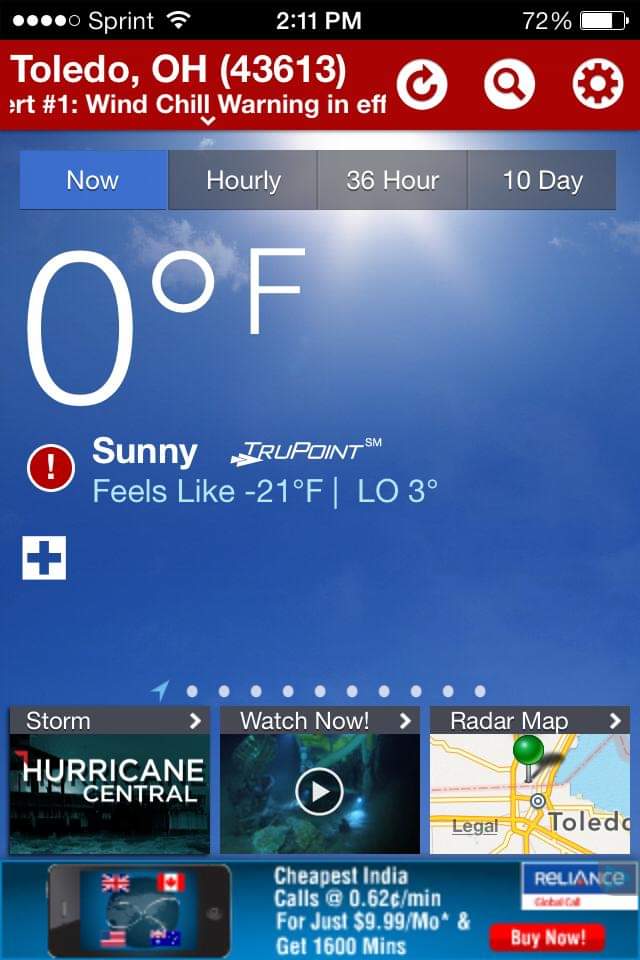 Sprint 2:11 PM 72%
Toledo, OH (43613)
ert #1: Wind Chill Warning in eff
Now Hourly 36 Hour 10 Day
0°F
! Sunny TRUPOINT℠
Feels Like -21°F | LO 3°
Storm
HURRICANE
CENTRAL
Watch Now!
Radar Map
Legal Toledo
Cheapest India
Calls @ 0.62¢/min
For Just $9.99/Mo* &
Get 1600 Mins
RELIANCE
Global Call
Buy Now!